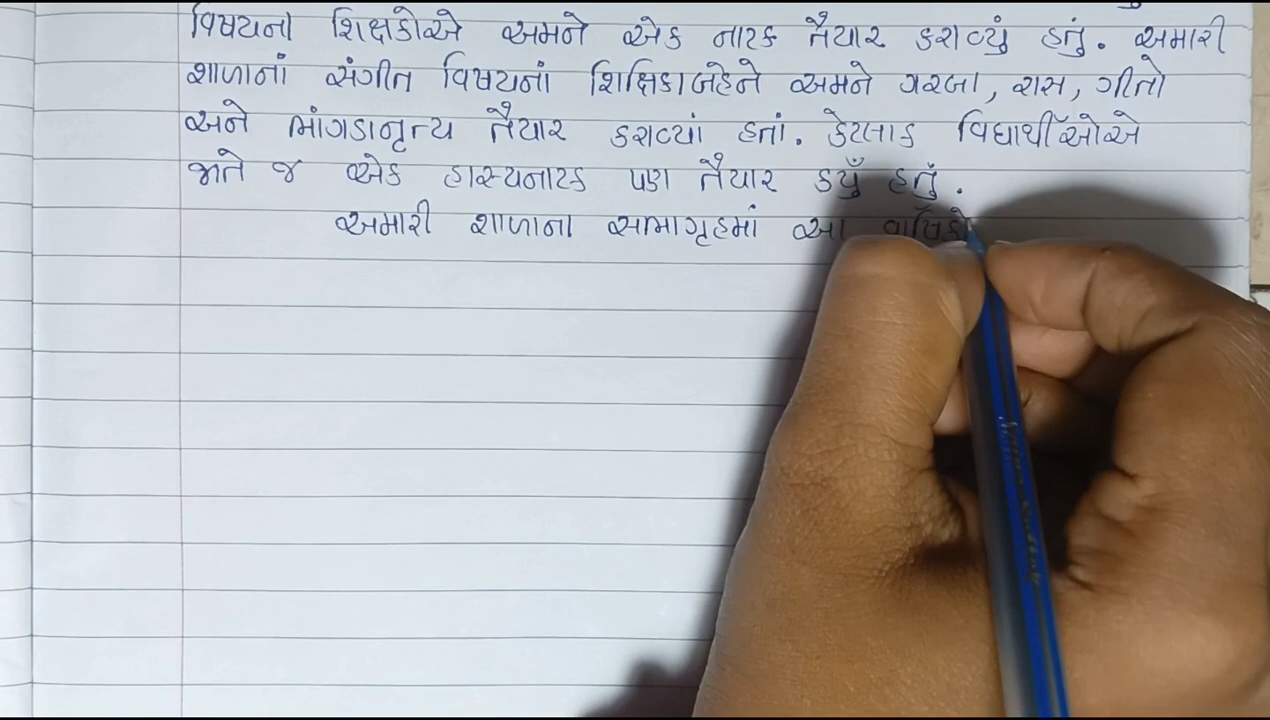 વિષયના શિક્ષકોએ અમને એક નાટક તૈયાર કરાવ્યું હતું. અમારી
શાળાનાં સંગીત વિષયનાં શિક્ષિકાબહેને અમને ગરબા, રાસ, ગીતો
અને ભાંગડાનૃત્ય તૈયાર કરાવ્યાં હતાં. કેટલાક વિદ્યાર્થીઓએ
જાતે જ એક હાસ્યનાટક પણ તૈયાર કર્યું હતું.
અમારી શાળાના સભાગૃહમાં આ